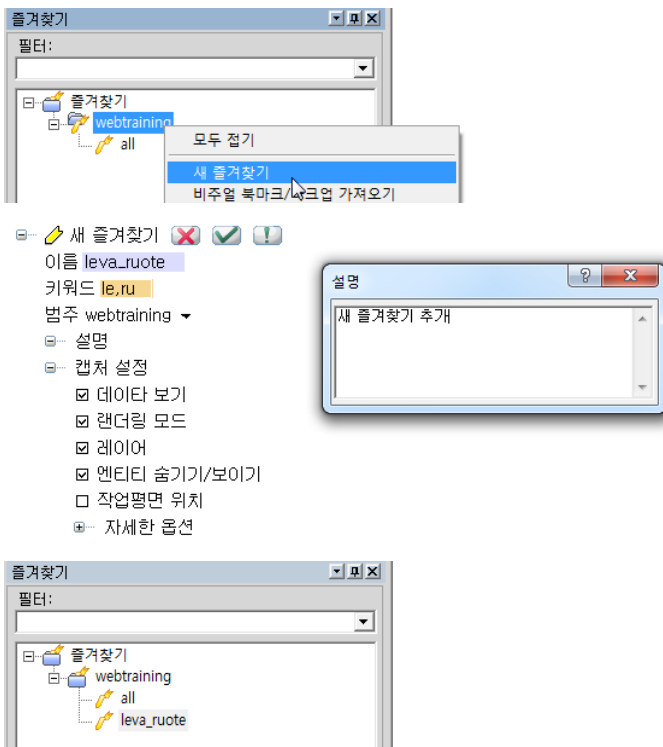 즐겨찾기
필터:
즐겨찾기
webtraining
all
모두 접기
새 즐겨찾기
비주얼 북마크/마크업 가져오기
새 즐겨찾기
이름 leva_ruote
키워드 le,ru
범주 webtraining
설명
캡처 설정
데이타 보기
랜더링 모드
레이어
멘티티 숨기기/보이기
작업평면 위치
자세한 옵션
설명
새 즐겨찾기 추가
즐겨찾기
필터:
즐겨찾기
webtraining
all
leva_ruote